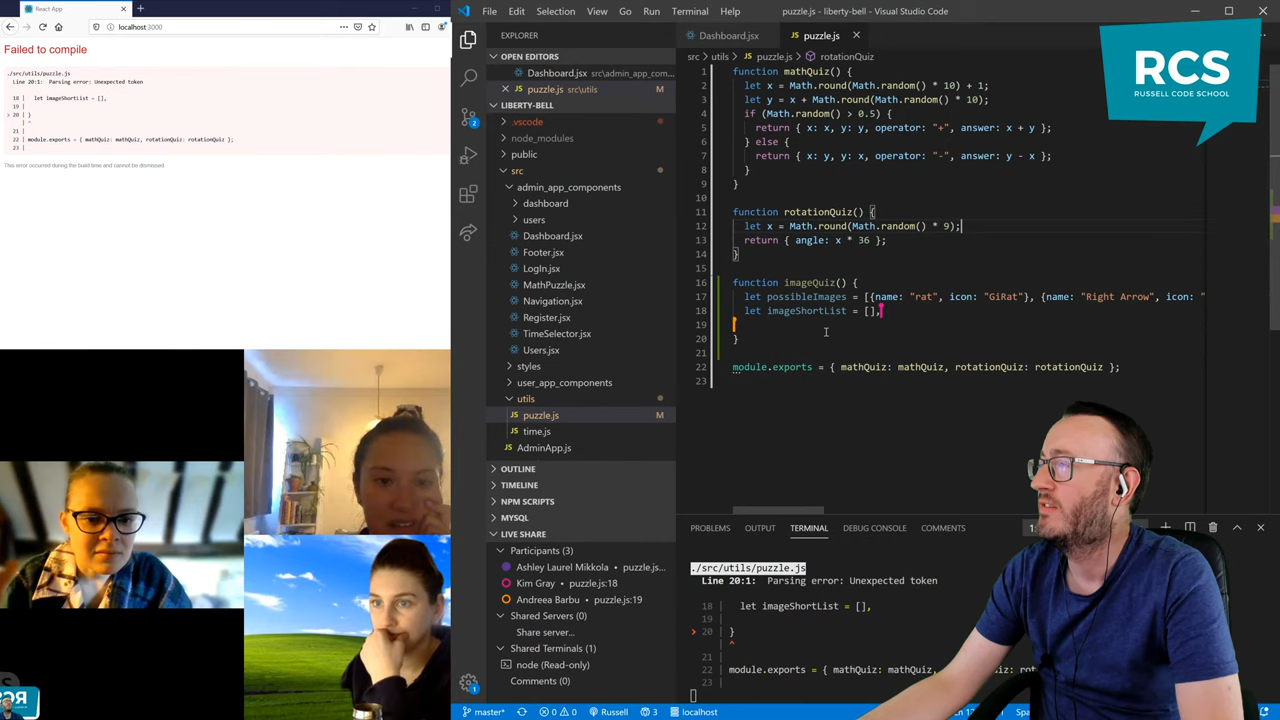 React App
localhost:3000
Failed to compile
./src/utils/puzzle.js
Line 20:1: Parsing error: Unexpected token
18 | let imageShortList = [],
19 |
> 20 | }
| ^
21 |
22 | module.exports = { mathQuiz: mathQuiz, rotationQuiz: rotationQuiz };
23 |
This error occurred during the build time and cannot be dismissed.
File Edit Selection View Go Run Terminal Help
puzzle.js - liberty-bell - Visual Studio Code
EXPLORER
OPEN EDITORS
Dashboard.jsx src\admin_app_com...
puzzle.js src\utils M
LIBERTY-BELL
.vscode
node_modules
public
src
admin_app_components
dashboard
users
Dashboard.jsx
Footer.jsx
LogIn.jsx
MathPuzzle.jsx
Navigation.jsx
Register.jsx
TimeSelector.jsx
Users.jsx
styles
user_app_components
utils
puzzle.js M
time.js
AdminApp.js
OUTLINE
TIMELINE
NPM SCRIPTS
MYSQL
LIVE SHARE
Participants (3)
Ashley Laurel Mikkola • puzzle.js...
Kim Gray • puzzle.js:18
Andreea Barbu • puzzle.js:19
Shared Servers (0)
Share server...
Shared Terminals (1)
node (Read-only)
Comments (0)
Dashboard.jsx
puzzle.js
src > utils > puzzle.js > rotationQuiz
1 function mathQuiz() {
2 let x = Math.round(Math.random() * 10) + 1;
3 let y = x + Math.round(Math.random() * 10);
4 if (Math.random() > 0.5) {
5 return { x: x, y: y, operator: "+", answer: x + y };
6 } else {
7 return { x: y, y: x, operator: "-", answer: y - x };
8 }
9 }
10
11 function rotationQuiz() {
12 let x = Math.round(Math.random() * 9);
13 return { angle: x * 36 };
14 }
15
16 function imageQuiz() {
17 let possibleImages = [{name: "rat", icon: "GiRat"}, {name: "Right Arrow", icon: "
18 let imageShortList = [],
19
20 }
21
22 module.exports = { mathQuiz: mathQuiz, rotationQuiz: rotationQuiz };
23
RCS
RUSSELL CODE SCHOOL
PROBLEMS OUTPUT TERMINAL DEBUG CONSOLE COMMENTS
./src/utils/puzzle.js
Line 20:1: Parsing error: Unexpected token
18 | let imageShortList = [],
19 |
> 20 | }
| ^
21 |
22 | module.exports = { mathQuiz: mathQuiz,
23 |
master* 0 0 Russell 3 localhost